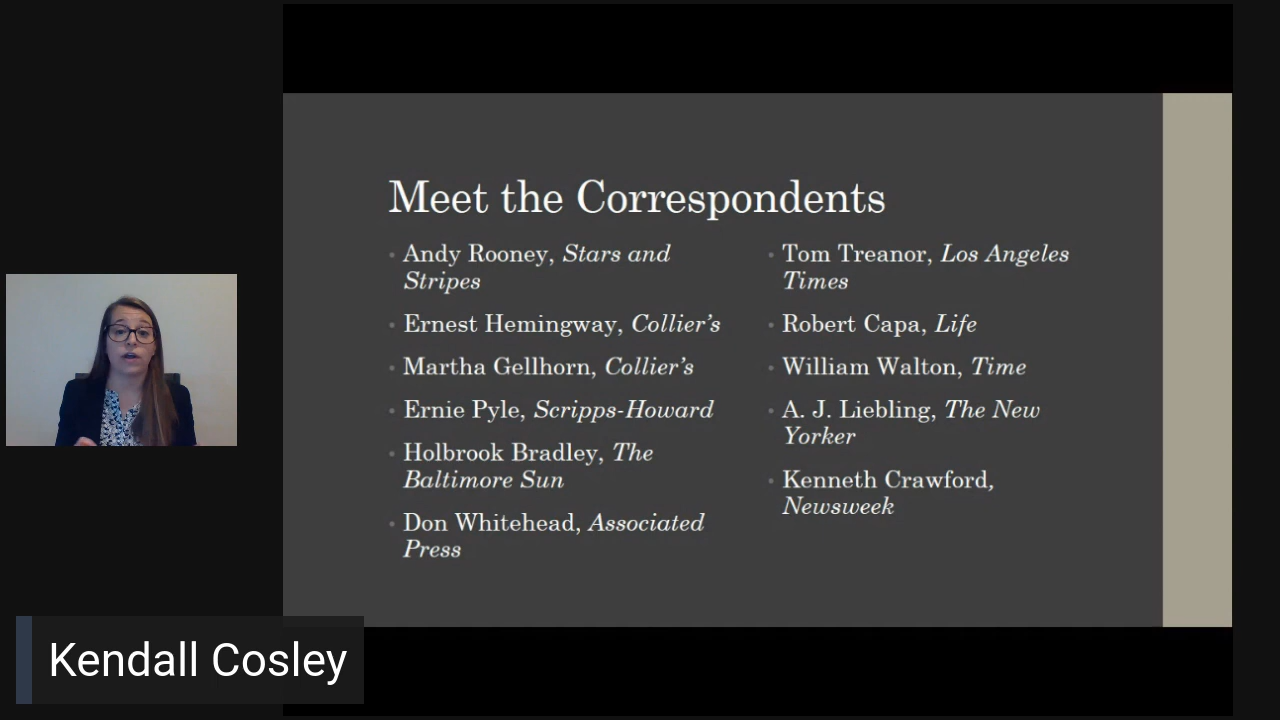 Meet the Correspondents
Andy Rooney, Stars and
Stripes
Ernest Hemingway, Collier's
Martha Gellhorn, Collier's
Ernie Pyle, Scripps-Howard
Holbrook Bradley, The
Baltimore Sun
Don Whitehead, Associated
Press
Tom Treanor, Los Angeles
Times
Robert Capa, Life
William Walton, Time
A. J. Liebling, The New
Yorker
Kenneth Crawford,
Newsweek
Kendall Cosley